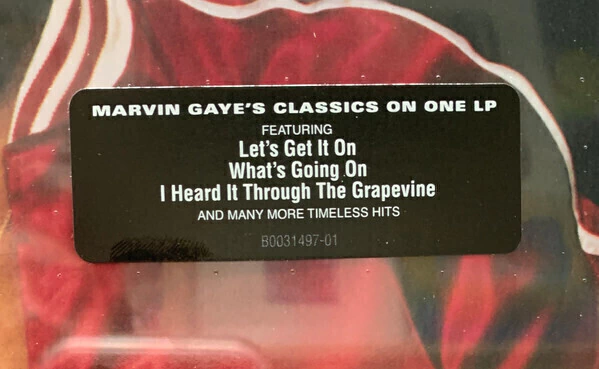 MARVIN GAYE'S CLASSICS ON ONE LP
FEATURING
Let's Get It On
What's Going On
I Heard It Through The Grapevine
AND MANY MORE TIMELESS HITS
B0031497-01